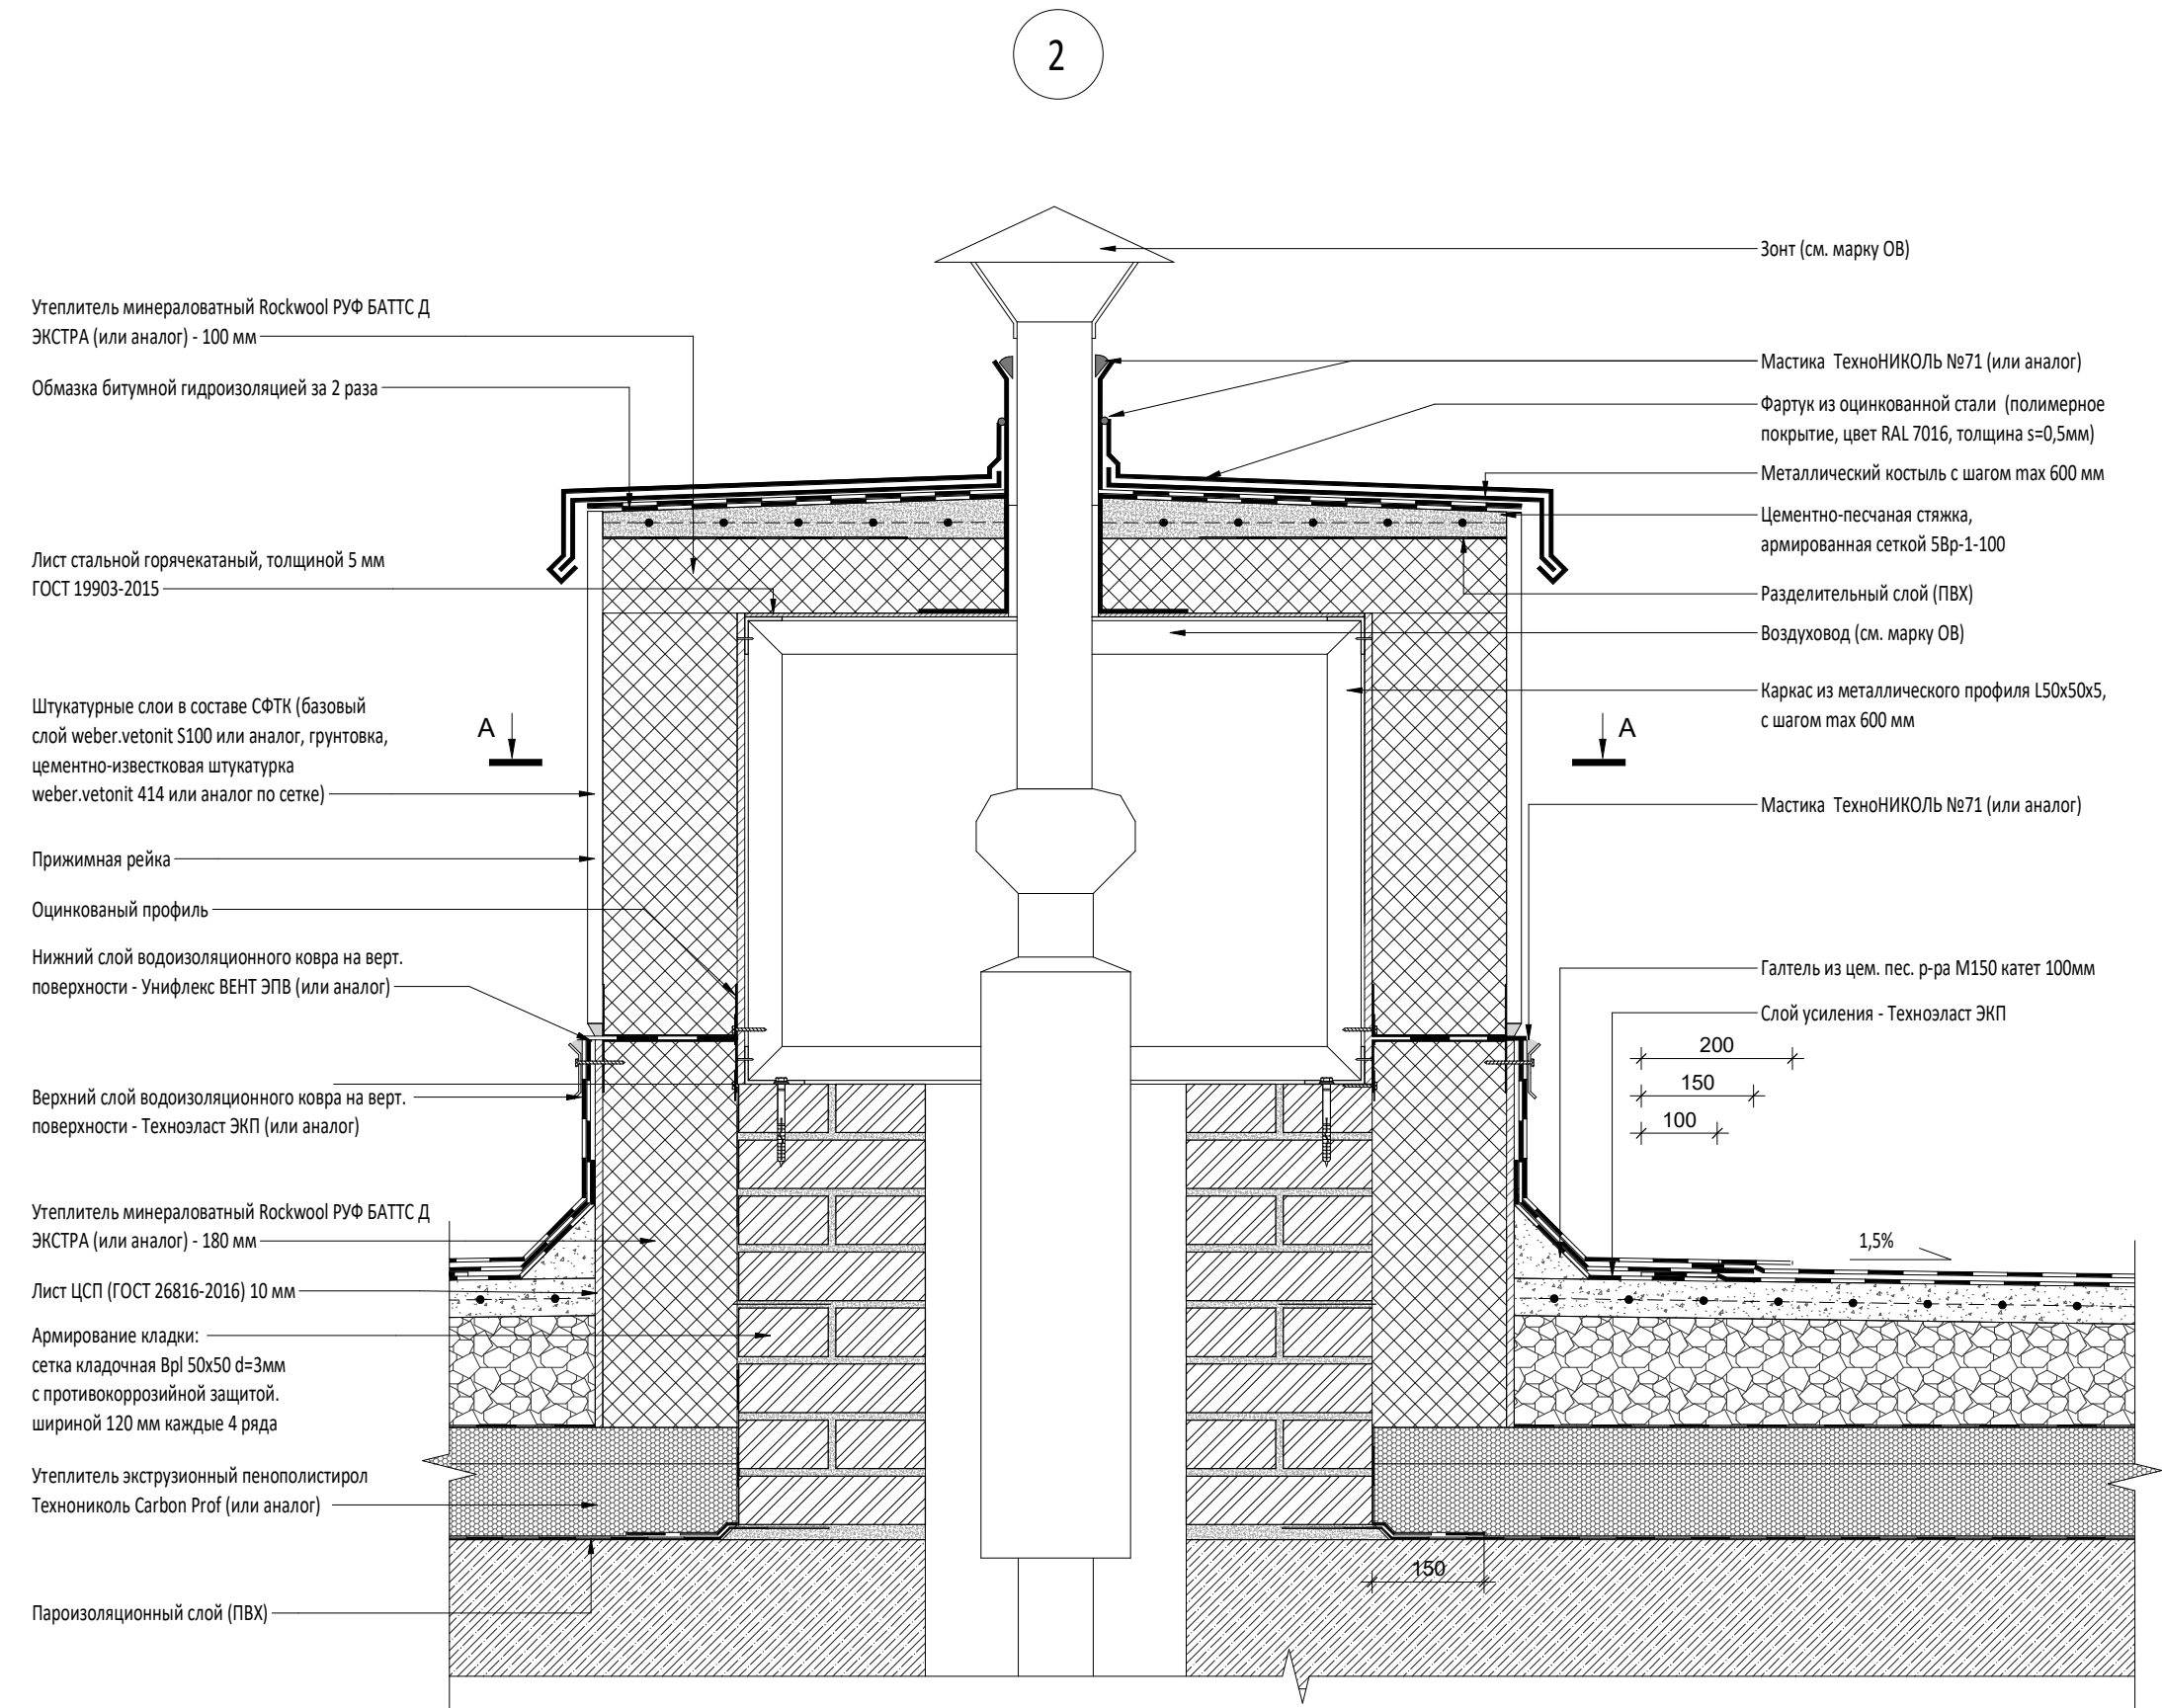 2
Утеплитель минераловатный Rockwool РУФ БАТТС Д
ЭКСТРА (или аналог) - 100 мм
Обмазка битумной гидроизоляцией за 2 раза
Лист стальной горячекатаный, толщиной 5 мм
ГОСТ 19903-2015
Штукатурные слои в составе СФТК (базовый
слой weber.vetonit S100 или аналог, грунтовка,
цементно-известковая штукатурка
weber.vetonit 414 или аналог по сетке)
Прижимная рейка
Оцинкованый профиль
Нижний слой водоизоляционного ковра на верт.
поверхности - Унифлекс ВЕНТ ЭПВ (или аналог)
Верхний слой водоизоляционного ковра на верт.
поверхности - Техноэласт ЭКП (или аналог)
Утеплитель минераловатный Rockwool РУФ БАТТС Д
ЭКСТРА (или аналог) - 180 мм
Лист ЦСП (ГОСТ 26816-2016) 10 мм
Армирование кладки:
сетка кладочная Bpl 50x50 d=3мм
с противокоррозийной защитой.
шириной 120 мм каждые 4 ряда
Утеплитель экструзионный пенополистирол
Технониколь Carbon Prof (или аналог)
Пароизоляционный слой (ПВХ)
А
А
Зонт (см. марку ОВ)
Мастика ТехноНИКОЛЬ №71 (или аналог)
Фартук из оцинкованной стали (полимерное
покрытие, цвет RAL 7016, толщина s=0,5мм)
Металлический костыль с шагом max 600 мм
Цементно-песчаная стяжка,
армированная сеткой 5Вр-1-100
Разделительный слой (ПВХ)
Воздуховод (см. марку ОВ)
Каркас из металлического профиля L50x50x5,
с шагом max 600 мм
Мастика ТехноНИКОЛЬ №71 (или аналог)
Галтель из цем. пес. р-ра М150 катет 100мм
Слой усиления - Техноэласт ЭКП
200
150
100
1,5%
150